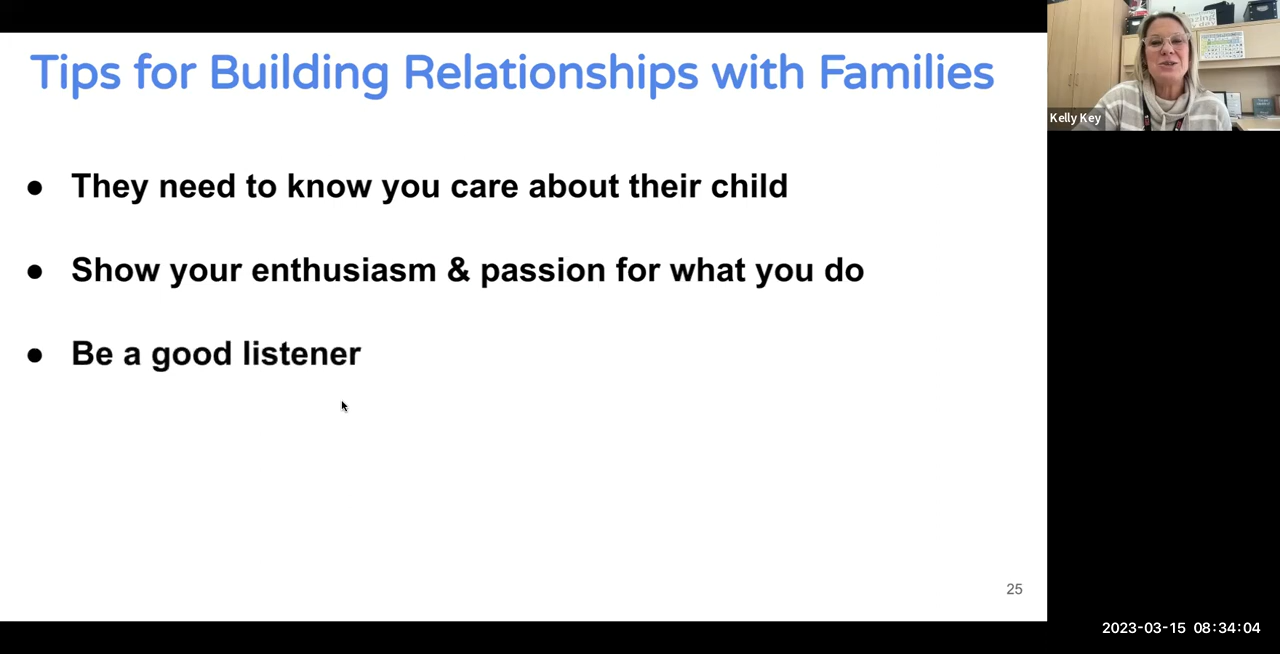 Tips for Building Relationships with Families
● They need to know you care about their child
● Show your enthusiasm & passion for what you do
● Be a good listener
25
Kelly Key
2023-03-15 08:34:04